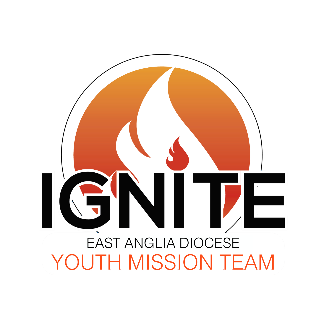 IGNITE
EAST ANGLIA DIOCESE
YOUTH MISSION TEAM